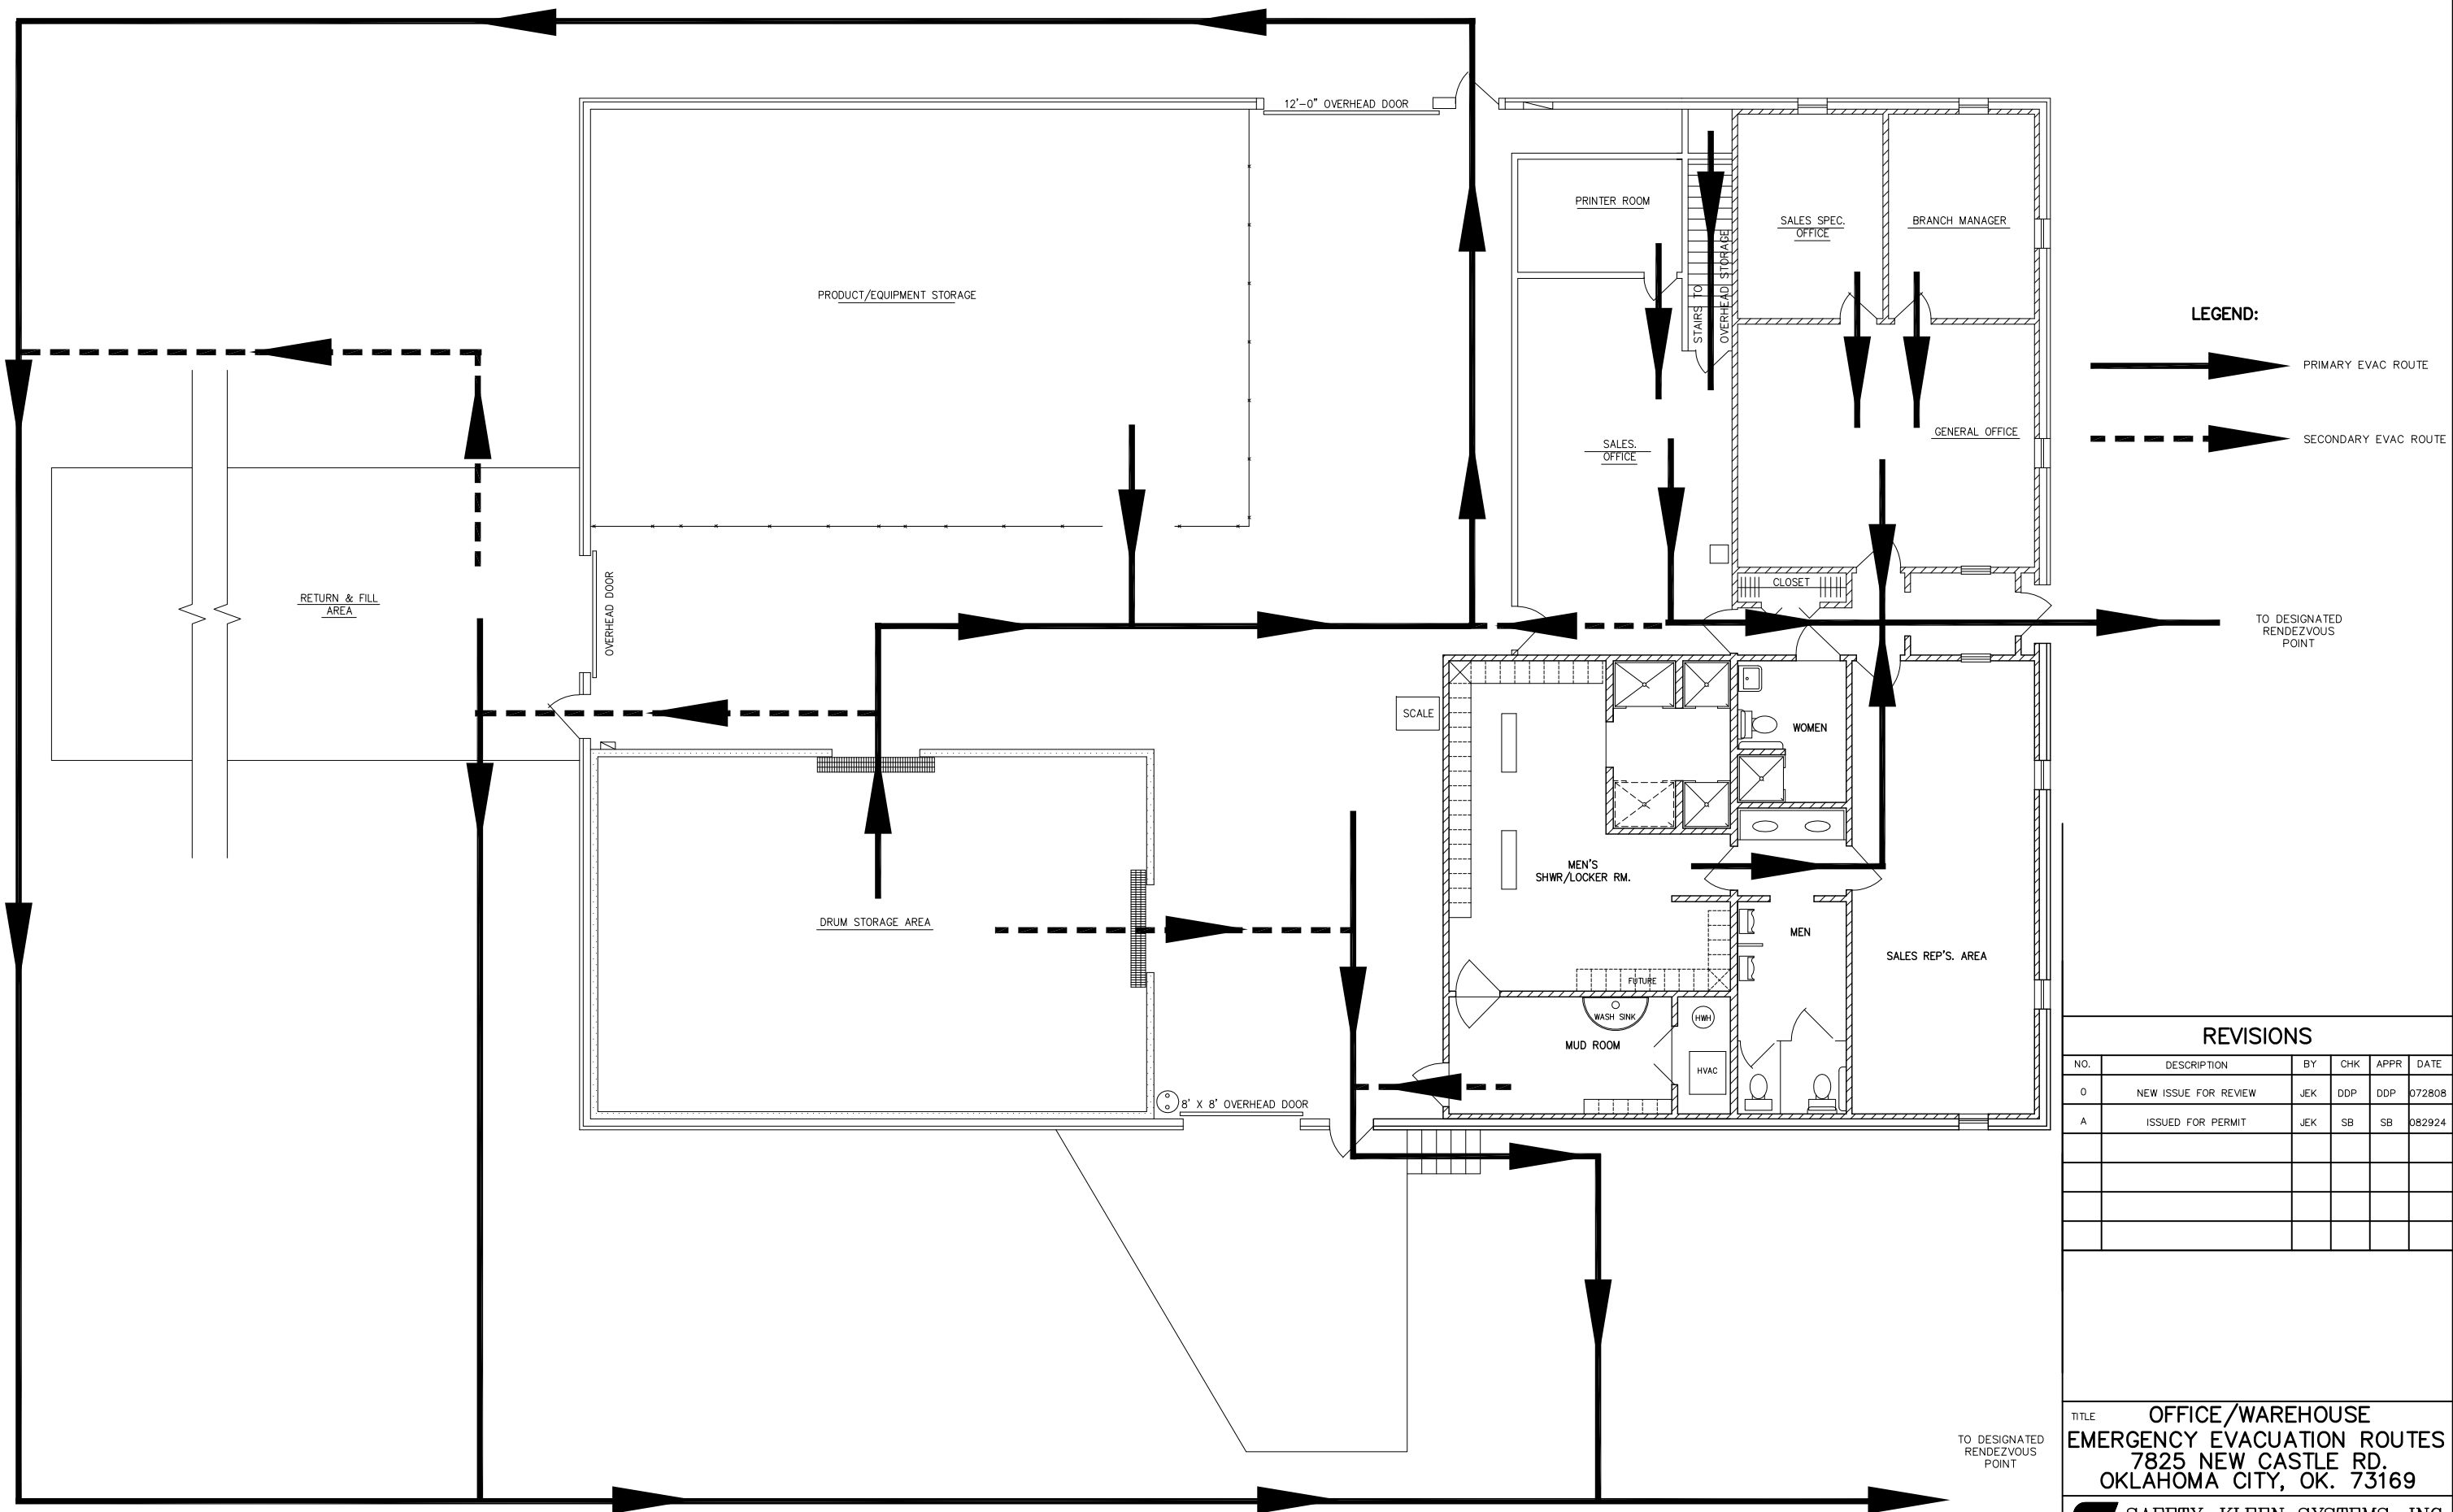 12'-0" OVERHEAD DOOR
PRINTER ROOM
STAIRS TO
OVERHEAD STORAGE
SALES SPEC.
OFFICE
BRANCH MANAGER
PRODUCT/EQUIPMENT STORAGE
LEGEND:
PRIMARY EVAC ROUTE
SECONDARY EVAC ROUTE
SALES.
OFFICE
GENERAL OFFICE
CLOSET
RETURN & FILL
AREA
OVERHEAD DOOR
TO DESIGNATED
RENDEZVOUS
POINT
SCALE
WOMEN
MEN'S
SHWR/LOCKER RM.
DRUM STORAGE AREA
MEN
SALES REP'S. AREA
FUTURE
WASH SINK
HWH
MUD ROOM
HVAC
8' X 8' OVERHEAD DOOR
REVISIONS
NO. DESCRIPTION BY CHK APPR DATE
0 NEW ISSUE FOR REVIEW JEK DDP DDP 072808
A ISSUED FOR PERMIT JEK SB SB 082924
TO DESIGNATED
RENDEZVOUS
POINT
TITLE OFFICE/WAREHOUSE
EMERGENCY EVACUATION ROUTES
7825 NEW CASTLE RD.
OKLAHOMA CITY, OK. 73169
SAFETY-KLEEN SYSTEMS, INC.